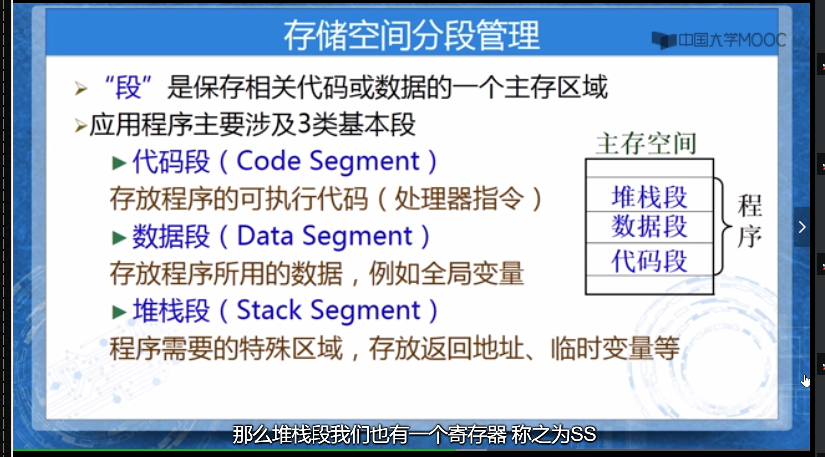 存储空间分段管理
中国大学MOOC
“段”是保存相关代码或数据的一个主存区域
应用程序主要涉及3类基本段
代码段（Code Segment）
存放程序的可执行代码（处理器指令）
数据段（Data Segment）
存放程序所用的数据，例如全局变量
堆栈段（Stack Segment）
程序需要的特殊区域，存放返回地址、临时变量等
主存空间
堆栈段
数据段
代码段
程序
那么堆栈段我们也有一个寄存器 称之为SS